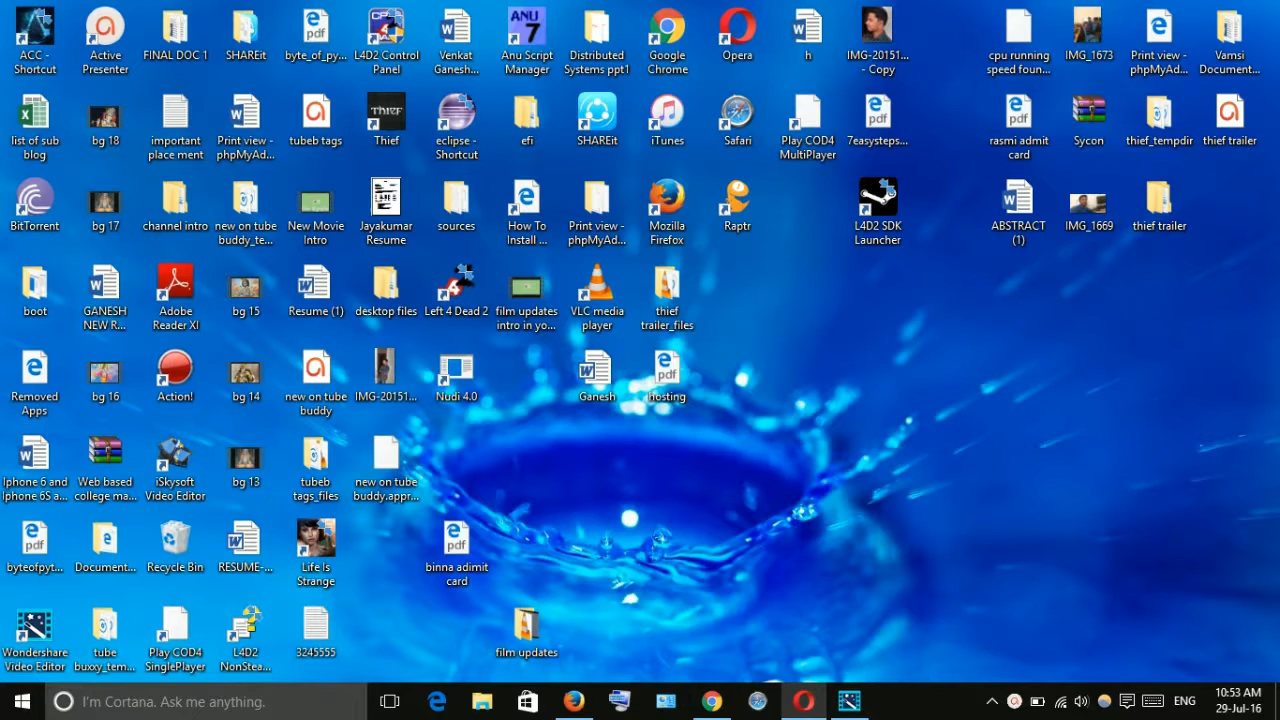 ACC - Shortcut
Active Presenter
FINAL DOC 1
SHAREit
byte_of_py...
L4D2 Control Panel
Venkat Ganesh...
ANU 7
Anu Script Manager
Distributed Systems ppt1
Google Chrome
Opera
h
IMG-20151... - Copy
cpu running speed foun...
IMG_1673
Print view - phpMyAd...
Vamsi Document...
list of sub blog
bg 18
important place ment
Print view - phpMyAd...
tubeb tags
THIEF
Thief
eclipse - Shortcut
efi
SHAREit
iTunes
Safari
Play COD4 MultiPlayer
7easysteps...
rasmi admit card
Sycon
thief_tempdir
thief trailer
BitTorrent
bg 17
channel intro
new on tube buddy_te...
New Movie Intro
Jayakumar Resume
sources
How To Install ...
Print view - phpMyAd...
Mozilla Firefox
Raptr
L4D2 SDK Launcher
ABSTRACT (1)
IMG_1669
thief trailer
boot
GANESH NEW R...
Adobe Reader XI
bg 15
Resume (1)
desktop files
Left 4 Dead 2
film updates intro in yo...
VLC media player
thief trailer_files
Removed Apps
bg 16
Action!
bg 14
new on tube buddy
IMG-20151...
Nudi 4.0
Ganesh
hosting
Iphone 6 and Iphone 6S a...
Web based college ma...
iSkysoft Video Editor
bg 13
tubeb tags_files
new on tube buddy.appr...
byteofpyt...
Document...
Recycle Bin
RESUME-...
Life Is Strange
binna adimit card
Wondershare Video Editor
tube buxxy_tem...
Play COD4 SinglePlayer
L4D2 NonStea...
3245555
film updates
I'm Cortana. Ask me anything.
ENG
10:53 AM
29-Jul-16